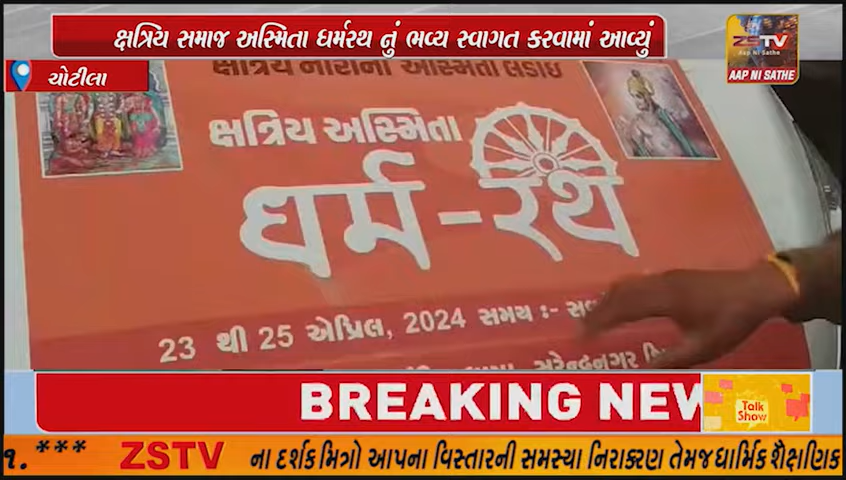 ક્ષત્રિય સમાજ અસ્મિતા ધર્મરથ નું ભવ્ય સ્વાગત કરવામાં આવ્યું
ZSTV
Aap Ni Sathe
AAP NI SATHE
ચોટીલા
ક્ષત્રિય નારીની અસ્મિતા લડાઇ
ક્ષત્રિય અસ્મિતા
ધર્મ-રથ
23 થી 25 એપ્રિલ, 2024 સમય :-
સુરેન્દ્રનગર
BREAKING NEW
Talk
Show
૧. *** ZSTV ના દર્શક મિત્રો આપના વિસ્તારની સમસ્યા નિરાકરણ તેમજ ધાર્મિક શૈક્ષણિક